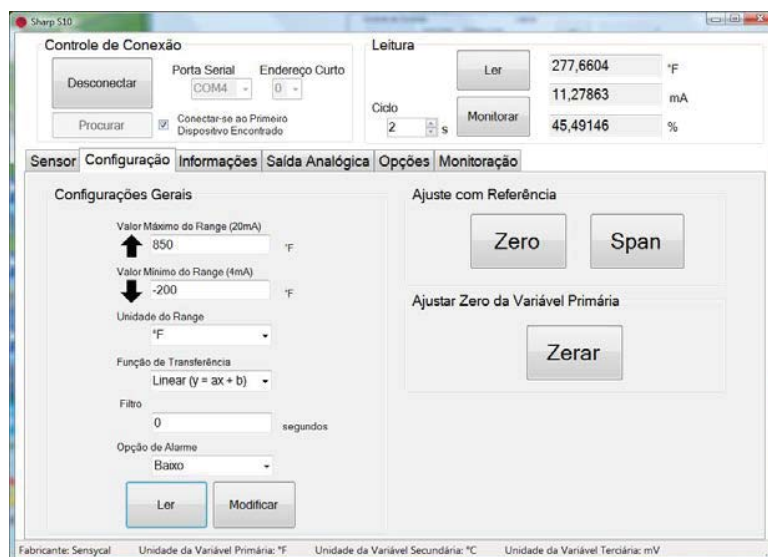 Sharp S10
Controle de Conexão
Desconectar
Porta Serial
COM4
Endereço Curto
0
Procurar
Conectar-se ao Primeiro
Dispositvo Encontrado
Leitura
Ler
277,6604 °F
11,27863 mA
Ciclo
2 s
Monitorar
45,49146 %
Sensor Configuração Informações Saída Analógica Opções Monitoração
Configurações Gerais
Valor Máximo do Range (20mA)
850 °F
Valor Mínimo do Range (4mA)
-200 °F
Unidade do Range
°F
Função de Transferência
Linear (y = ax + b)
Filtro
0 segundos
Opção de Alarme
Baixo
Ler Modificar
Ajuste com Referência
Zero Span
Ajustar Zero da Variável Primária
Zerar
Fabricante: Sensycal Unidade da Variável Primária: °F Unidade da Variável Secundária: °C Unidade da Variável Terciária: mV